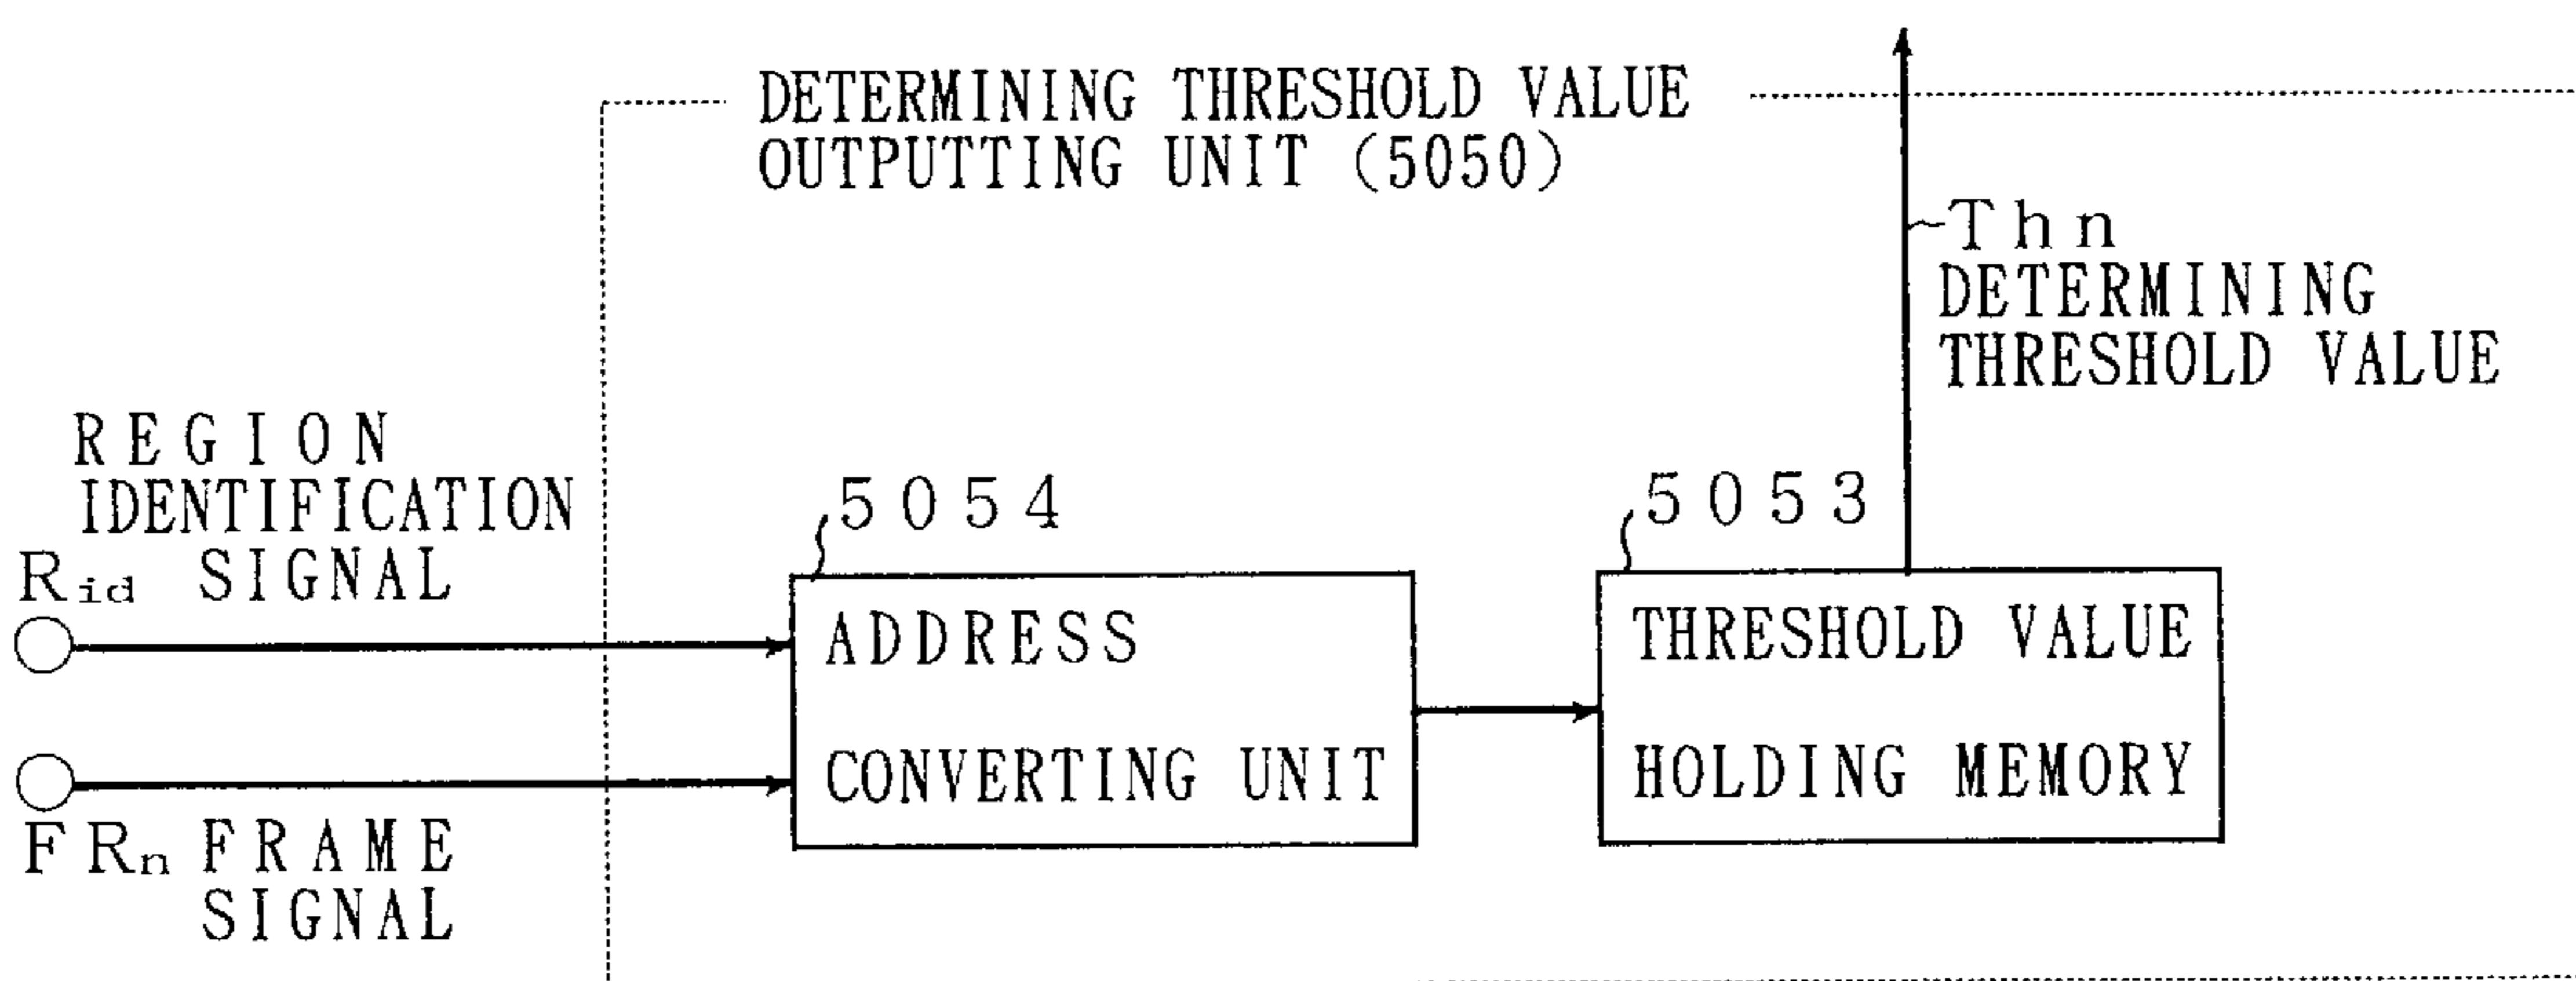 DETERMINING THRESHOLD VALUE
OUTPUTTING UNIT (5050)
Thn
DETERMINING
THRESHOLD VALUE
REGION
IDENTIFICATION
Rid SIGNAL
5054
5053
ADDRESS
CONVERTING UNIT
THRESHOLD VALUE
HOLDING MEMORY
FRn FRAME
SIGNAL